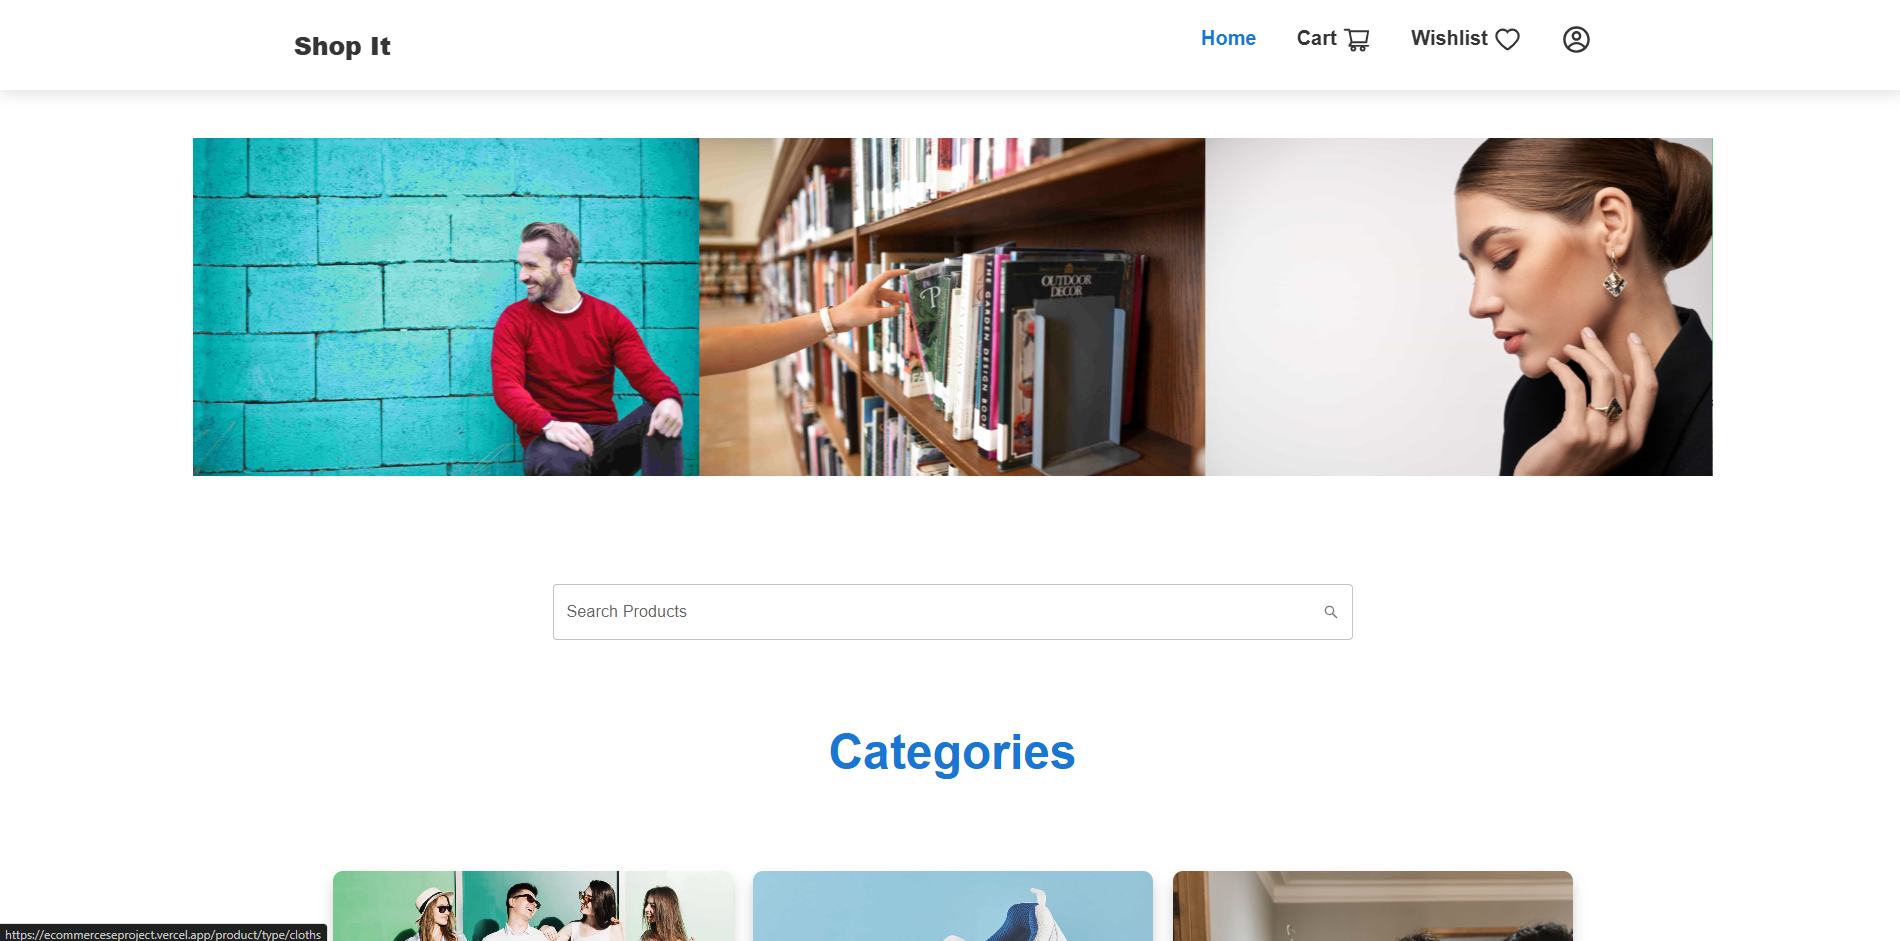 Shop It
Home
Cart
Wishlist
P
THE GARDEN DESIGN BOOK
OUTDOOR
DECOR
Search Products
Categories
https://ecommerceseproject.vercel.app/product/type/cloths